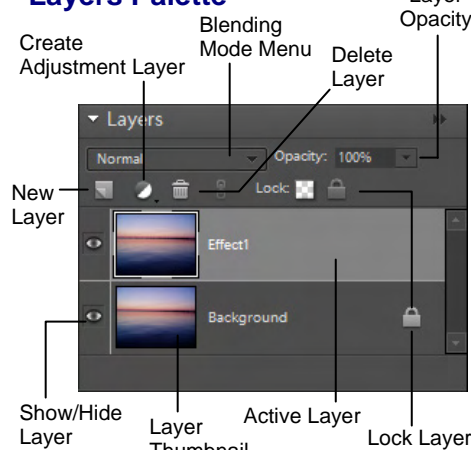 Layers Palette
Layer
Opacity
Blending
Mode Menu
Create
Adjustment Layer
Delete
Layer
Layers
Normal
Opacity: 100%
New
Layer
Lock:
Effect1
Background
Show/Hide
Layer
Layer
Thumbnail
Active Layer
Lock Layer